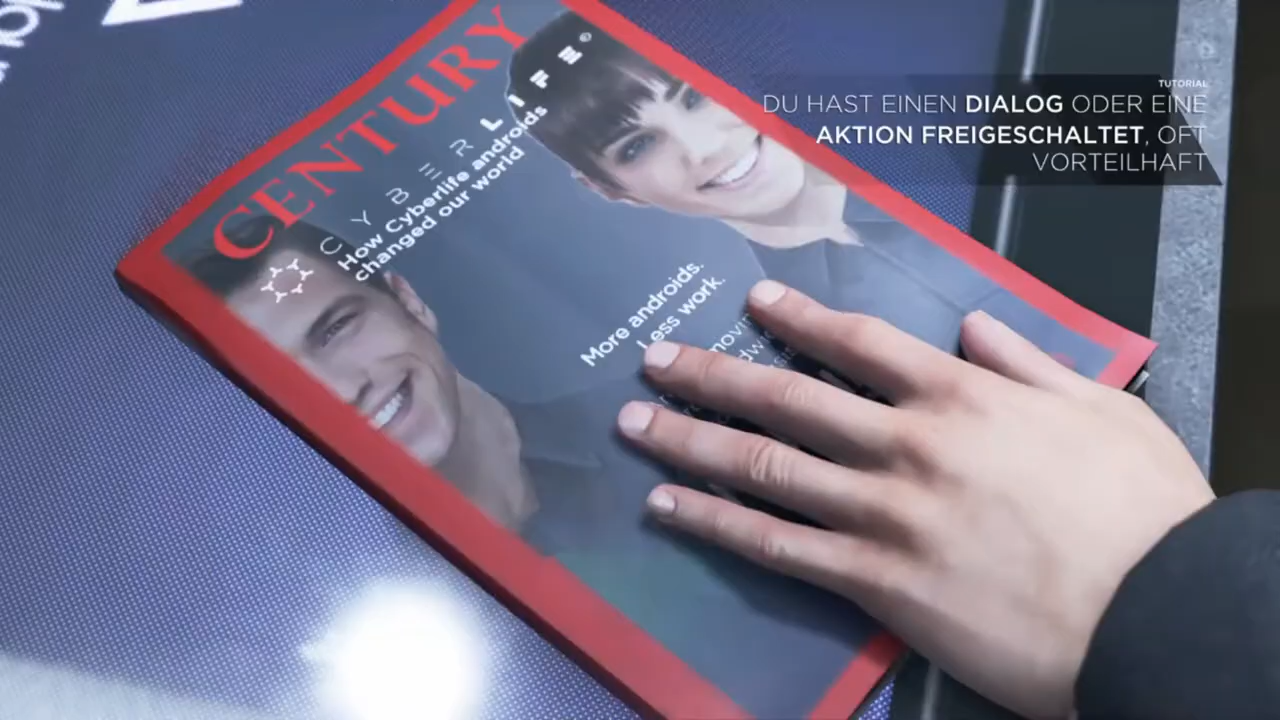 CENTURY
CYBERLIFE
How Cyberlife androids
changed our world
More androids.
Less work.
TUTORIAL
DU HAST EINEN DIALOG ODER EINE
AKTION FREIGESCHALTET, OFT
VORTEILHAFT